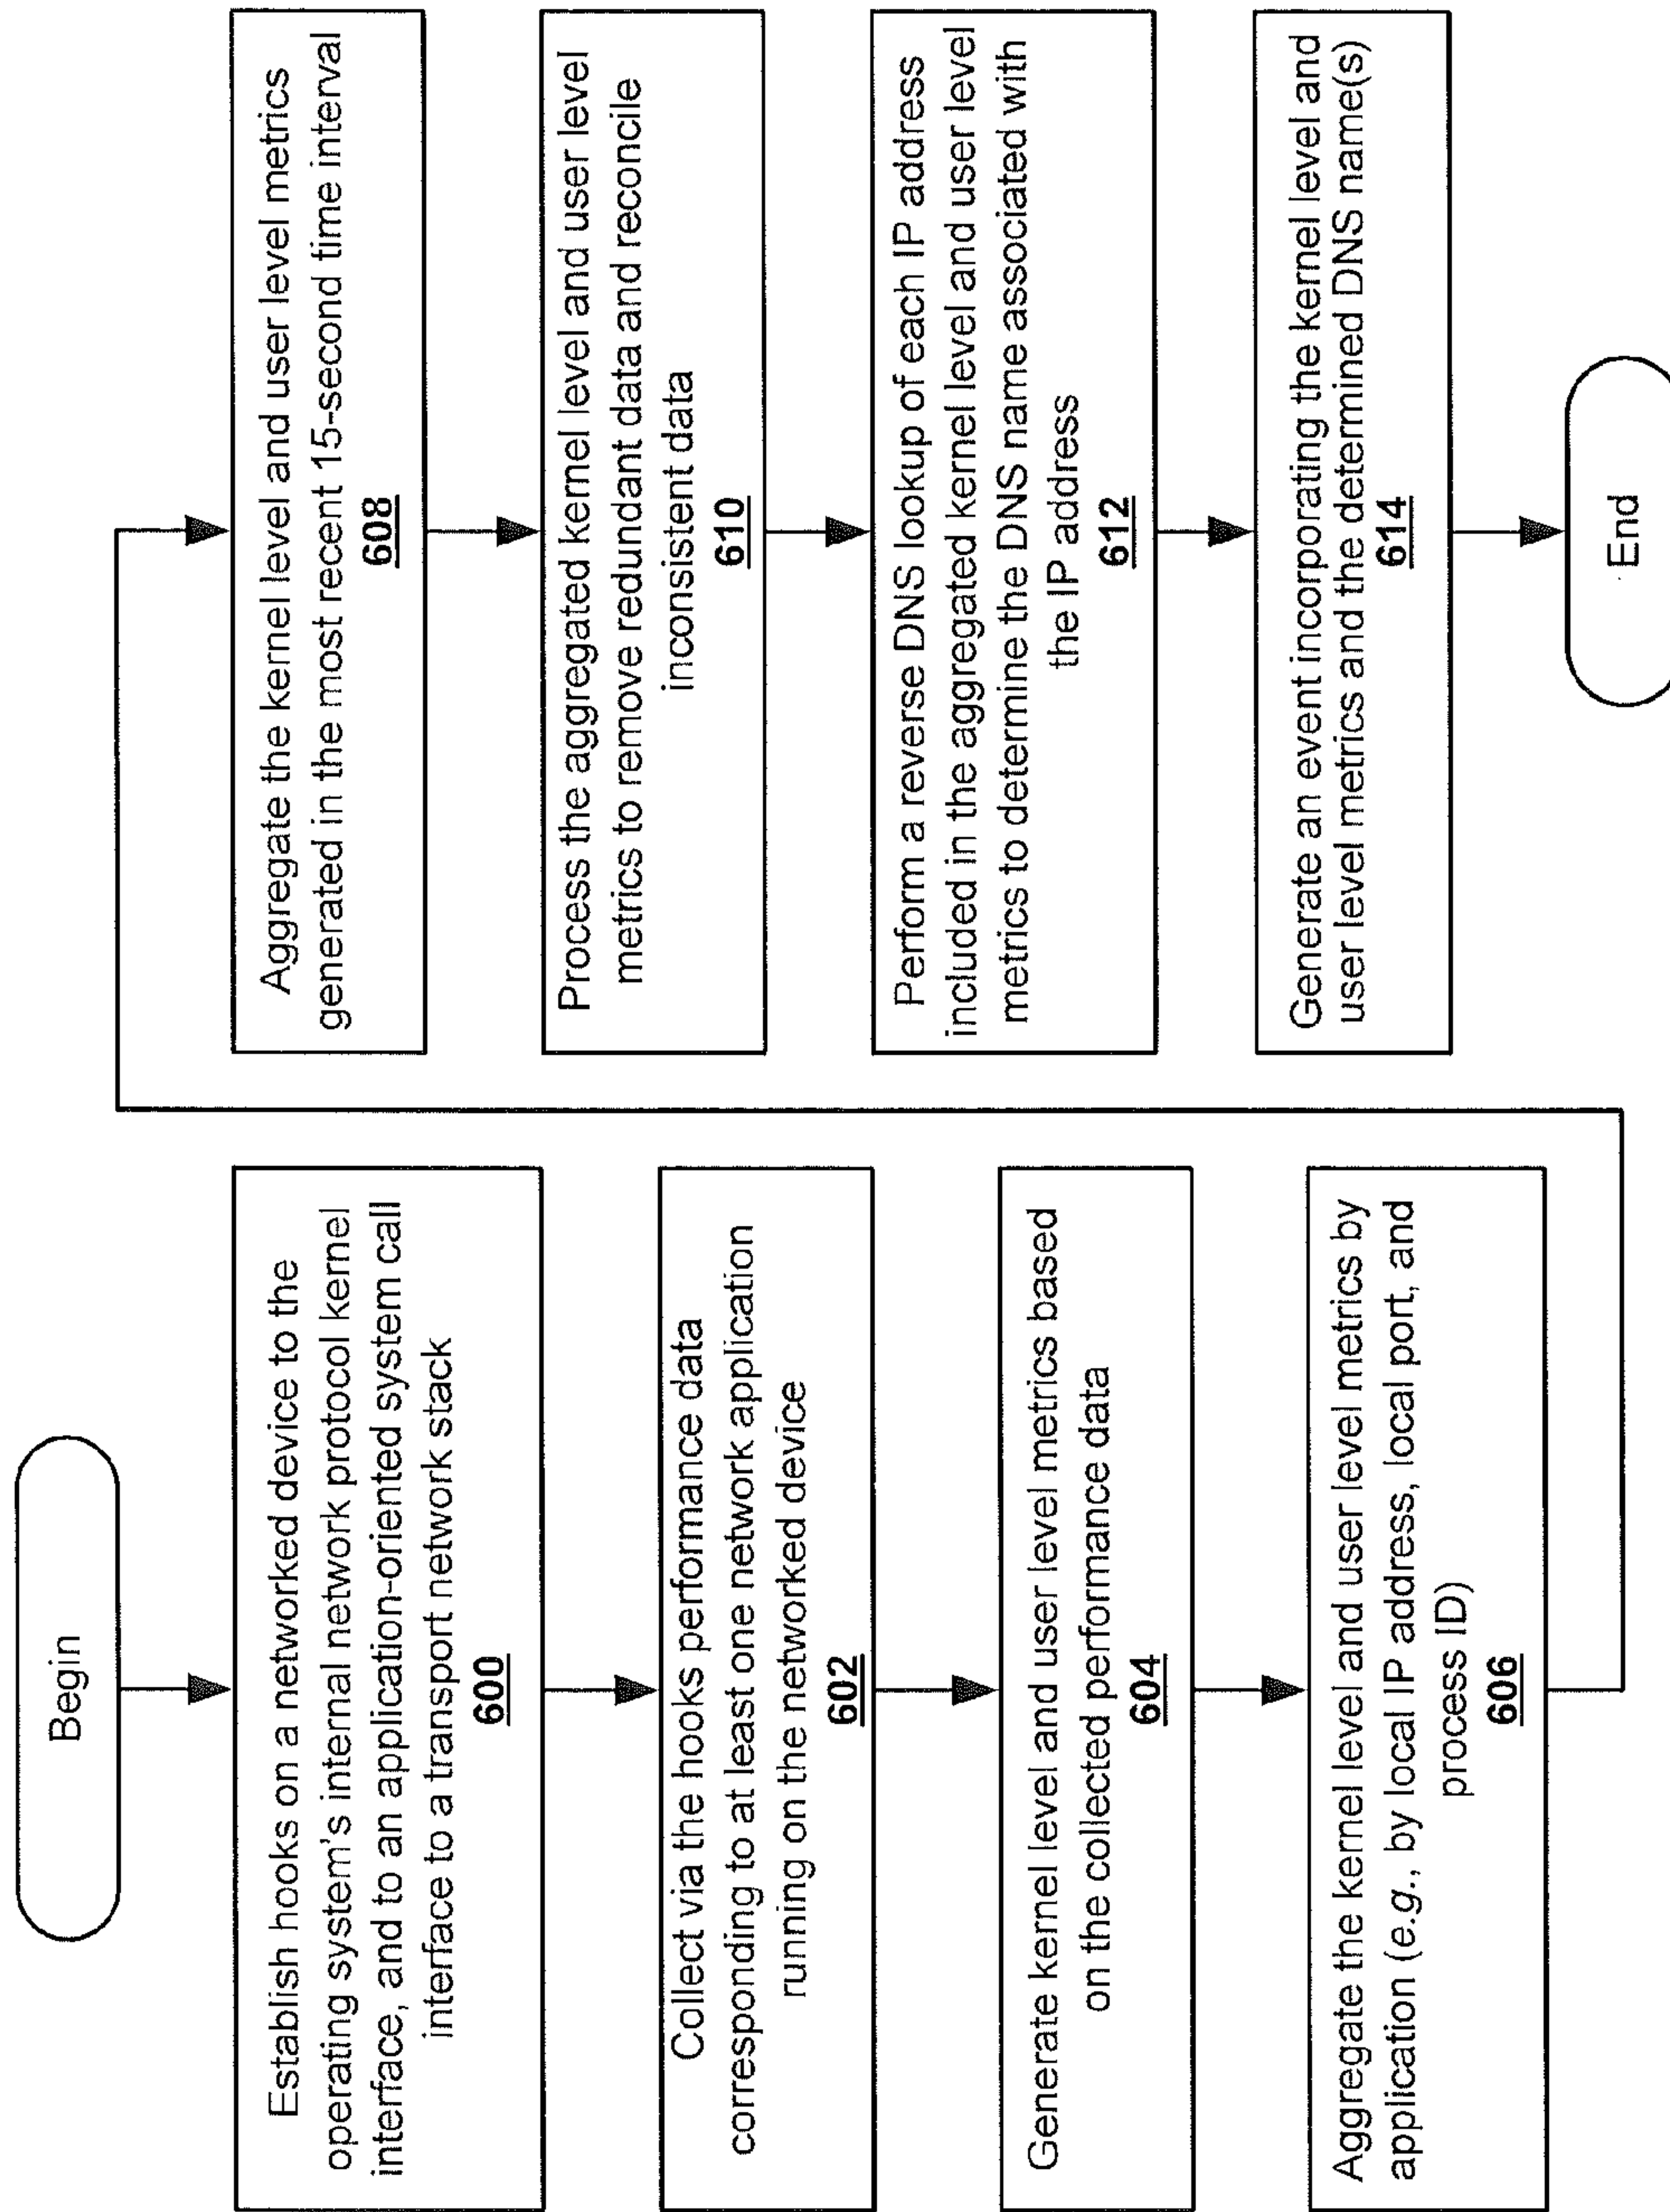 Begin
Establish hooks on a networked device to the
operating system's internal network protocol kernel
interface, and to an application-oriented system call
interface to a transport network stack
600
Collect via the hooks performance data
corresponding to at least one network application
running on the networked device
602
Generate kernel level and user level metrics based
on the collected performance data
604
Aggregate the kernel level and user level metrics by
application (e.g., by local IP address, local port, and
process ID)
606
Aggregate the kernel level and user level metrics
generated in the most recent 15-second time interval
608
Process the aggregated kernel level and user level
metrics to remove redundant data and reconcile
inconsistent data
610
Perform a reverse DNS lookup of each IP address
included in the aggregated kernel level and user level
metrics to determine the DNS name associated with
the IP address
612
Generate an event incorporating the kernel level and
user level metrics and the determined DNS name(s)
614
End